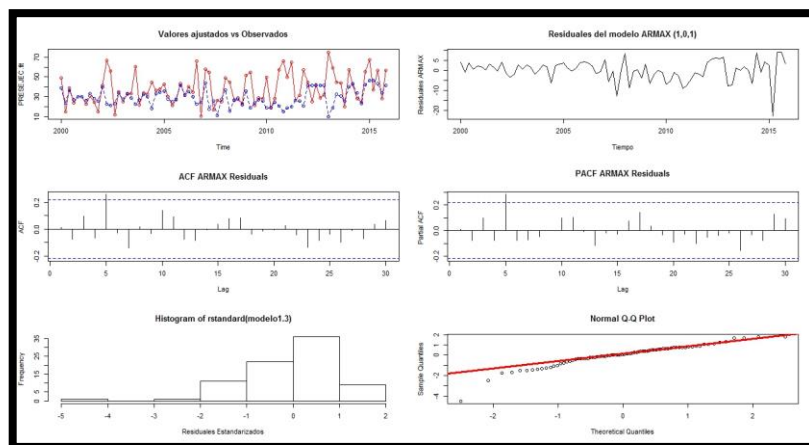 Valores ajustados vs Observados
PRESEJEC.fit
10 30 50 70
2000 2005 2010 2015
Time
Residuales del modelo ARMAX (1,0,1)
Residuales ARMAX
-20 -10 0 5
2000 2005 2010 2015
Tiempo
ACF ARMAX Residuals
ACF
-0.2 0.0 0.2
0 5 10 15 20 25 30
Lag
PACF ARMAX Residuals
Partial ACF
-0.2 0.0 0.2
0 5 10 15 20 25 30
Lag
Histogram of rstandard(modelo1.3)
Frequency
0 5 15 25 35
-5 -4 -3 -2 -1 0 1 2
Residuales Estandarizados
Normal Q-Q Plot
Sample Quantiles
-4 -2 0 2
-2 -1 0 1 2
Theoretical Quantiles